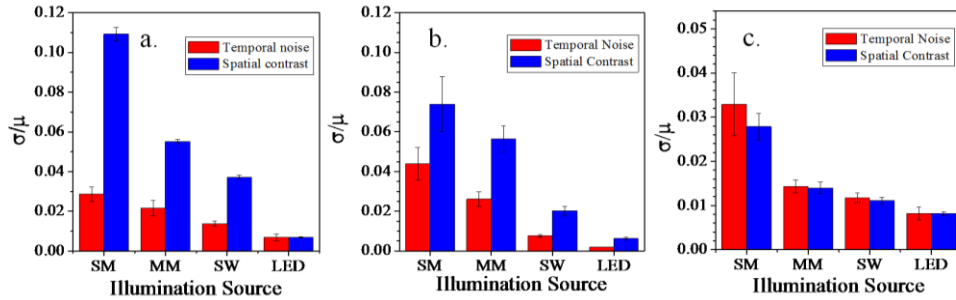 a.
Temporal noise
Spatial contrast
0.12
0.10
0.08
0.06
0.04
0.02
0.00
σ/μ
SM MM SW LED
Illumination Source
b.
Temporal Noise
Spatial Contrast
0.12
0.10
0.08
0.06
0.04
0.02
0.00
σ/μ
SM MM SW LED
Illumination Source
c.
Temporal Noise
Spatial Contrast
0.05
0.04
0.03
0.02
0.01
0.00
σ/μ
SM MM SW LED
Illumination Source